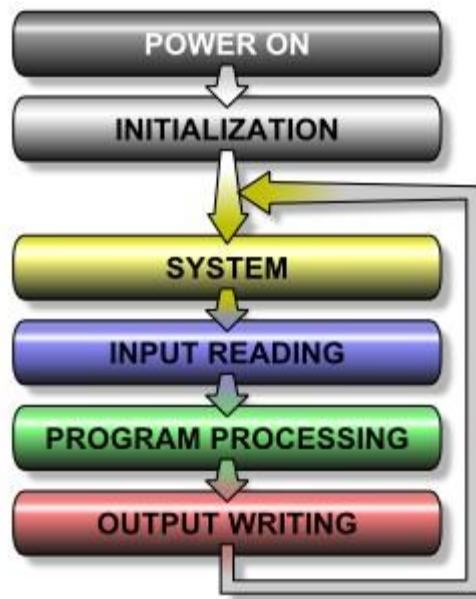 POWER ON
INITIALIZATION
SYSTEM
INPUT READING
PROGRAM PROCESSING
OUTPUT WRITING